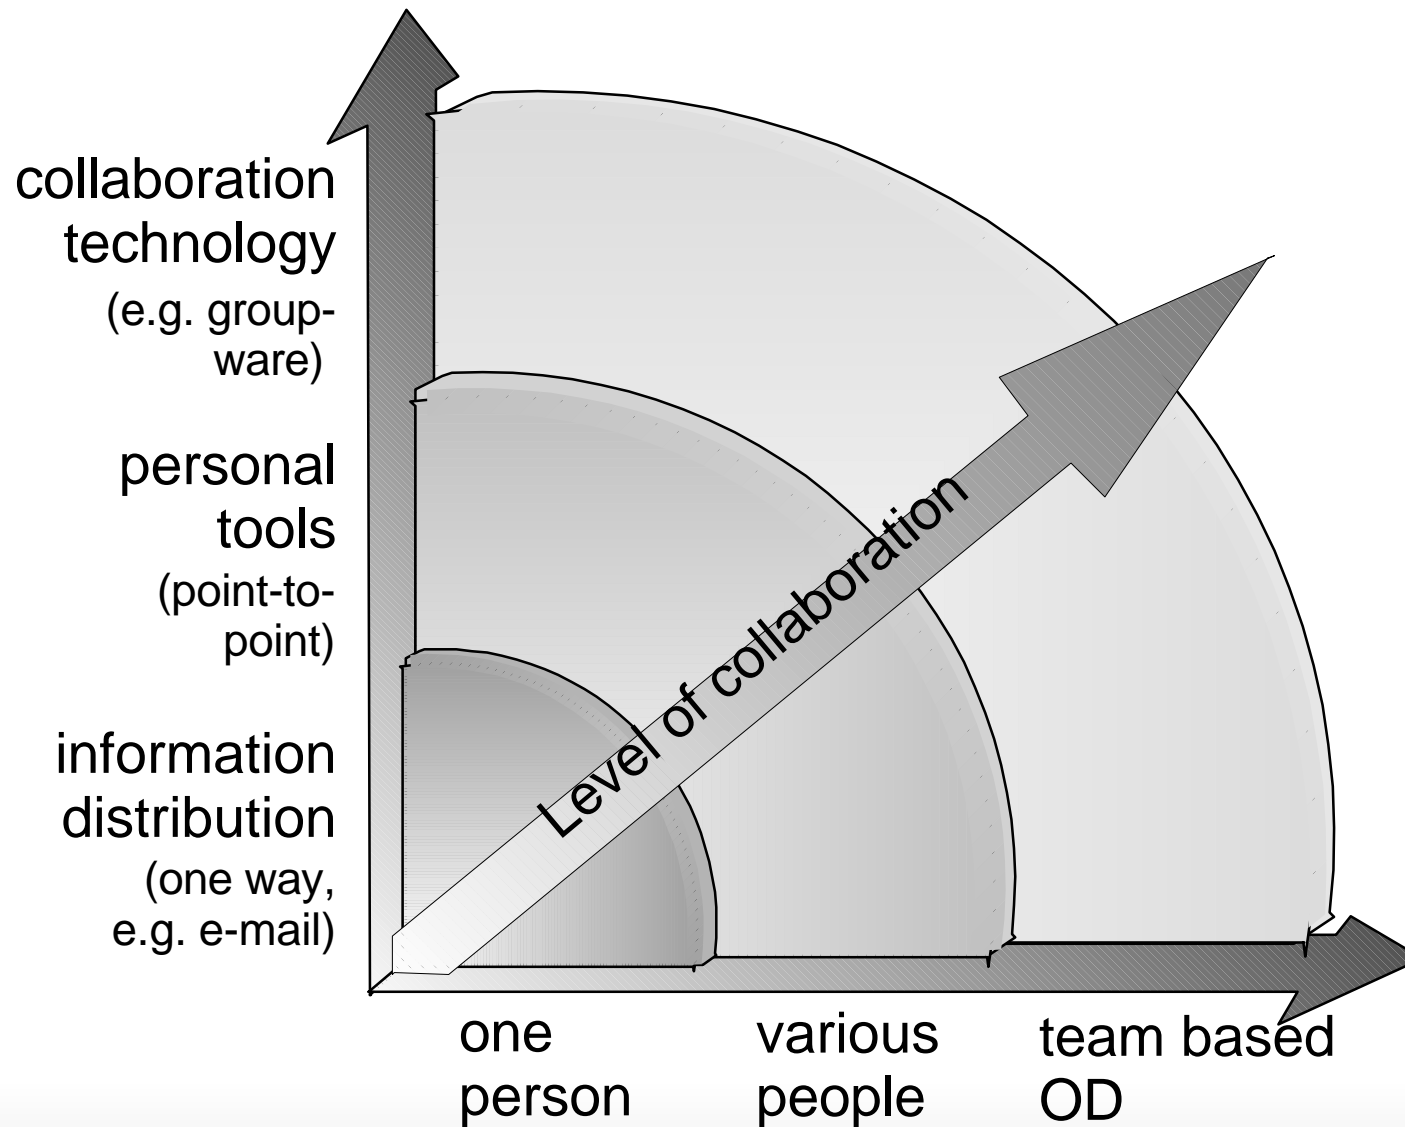 collaboration
technology
(e.g. group-
ware)
personal
tools
(point-to-
point)
information
distribution
(one way,
e.g. e-mail)
Level of collaboration
one
person
various
people
team based
OD